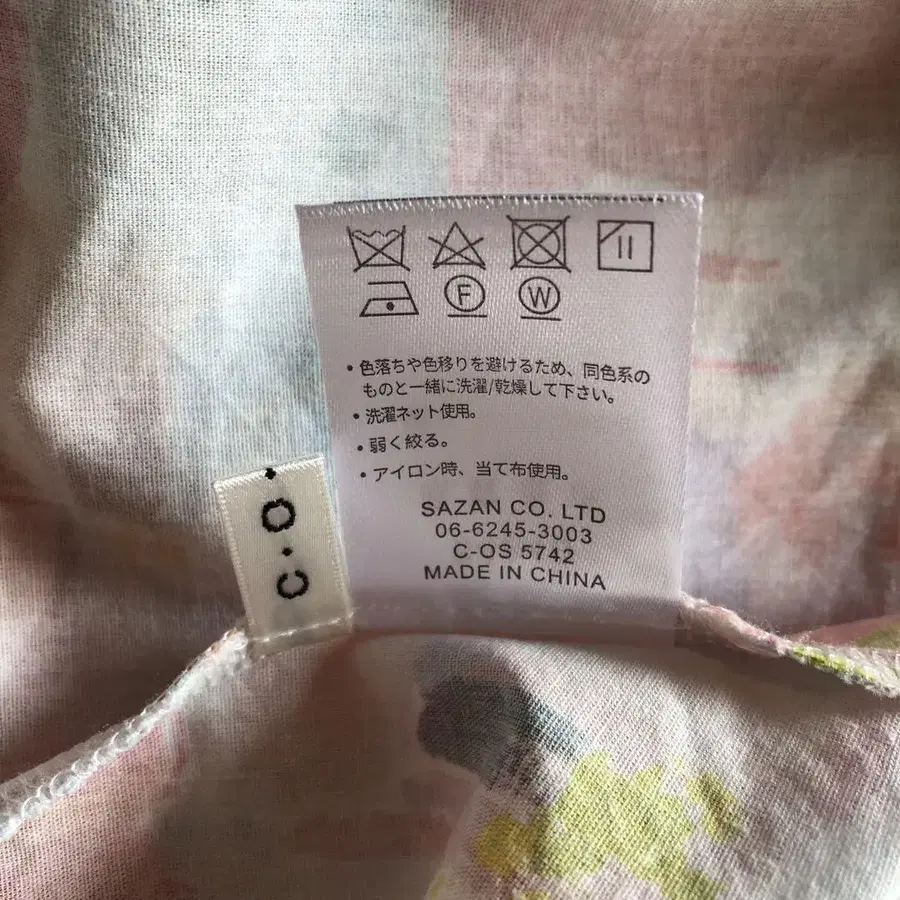 F W
・色落ちや色移りを避けるため、同色系の
ものと一緒に洗濯/乾燥して下さい。
・洗濯ネット使用。
・弱く絞る。
・アイロン時、当て布使用。
SAZAN CO. LTD
06-6245-3003
C-OS 5742
MADE IN CHINA
C・O・